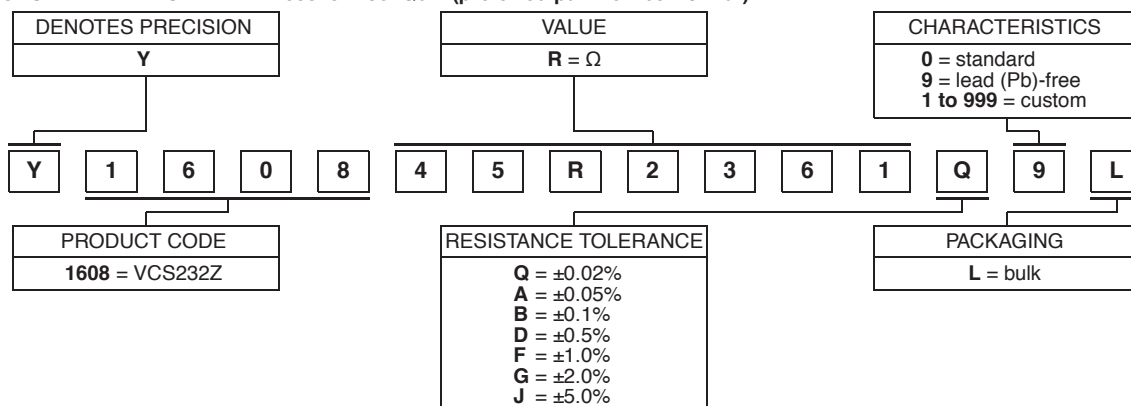 DENOTES PRECISION
Y
VALUE
R = Ω
CHARACTERISTICS
0 = standard
9 = lead (Pb)-free
1 to 999 = custom
Y 1 6 0 8 4 5 R 2 3 6 1 Q 9 L
PRODUCT CODE
1608 = VCS232Z
RESISTANCE TOLERANCE
Q = ±0.02%
A = ±0.05%
B = ±0.1%
D = ±0.5%
F = ±1.0%
G = ±2.0%
J = ±5.0%
PACKAGING
L = bulk